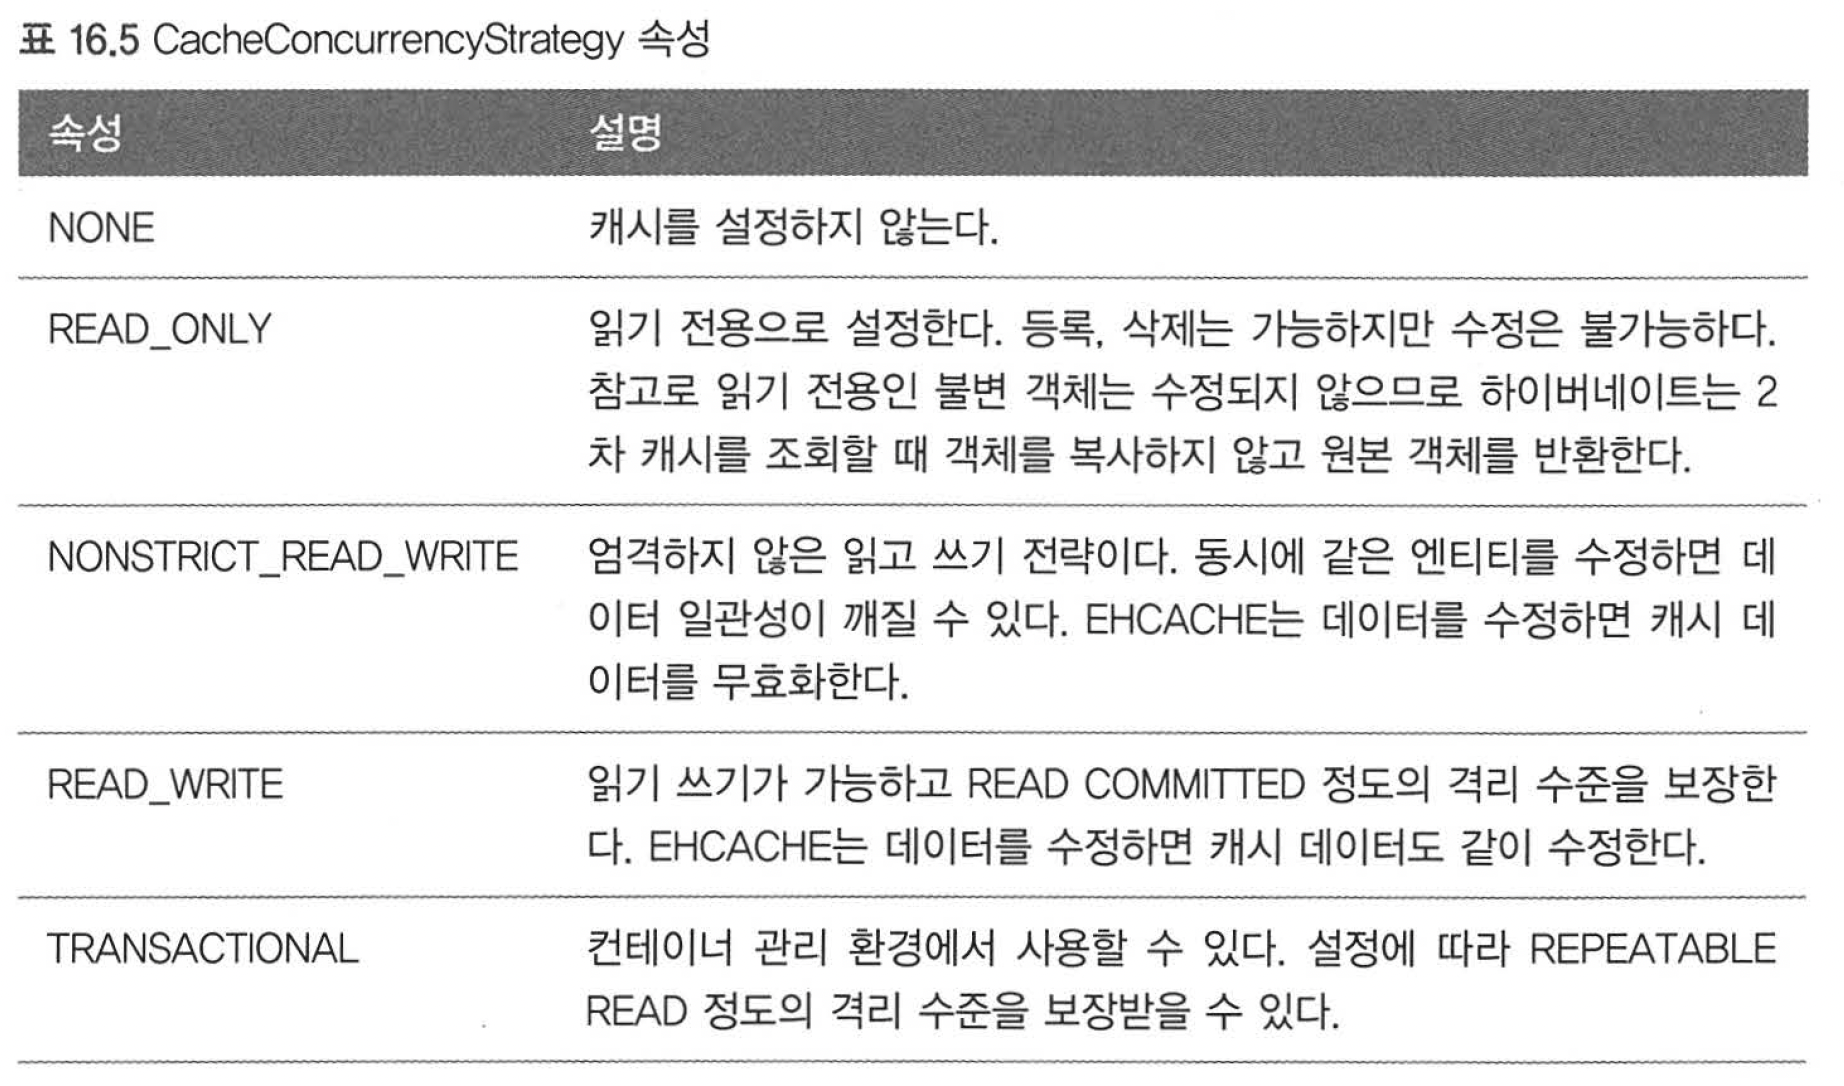 표 16.5 CacheConcurrencyStrategy 속성
속성 설명
NONE 캐시를 설정하지 않는다.
READ_ONLY 읽기 전용으로 설정한다. 등록, 삭제는 가능하지만 수정은 불가능하다.
참고로 읽기 전용인 불변 객체는 수정되지 않으므로 하이버네이트는 2
차 캐시를 조회할 때 객체를 복사하지 않고 원본 객체를 반환한다.
NONSTRICT_READ_WRITE 엄격하지 않은 읽고 쓰기 전략이다. 동시에 같은 엔티티를 수정하면 데
이터 일관성이 깨질 수 있다. EHCACHE는 데이터를 수정하면 캐시 데
이터를 무효화한다.
READ_WRITE 읽기 쓰기가 가능하고 READ COMMITTED 정도의 격리 수준을 보장한
다. EHCACHE는 데이터를 수정하면 캐시 데이터도 같이 수정한다.
TRANSACTIONAL 컨테이너 관리 환경에서 사용할 수 있다. 설정에 따라 REPEATABLE
READ 정도의 격리 수준을 보장받을 수 있다.